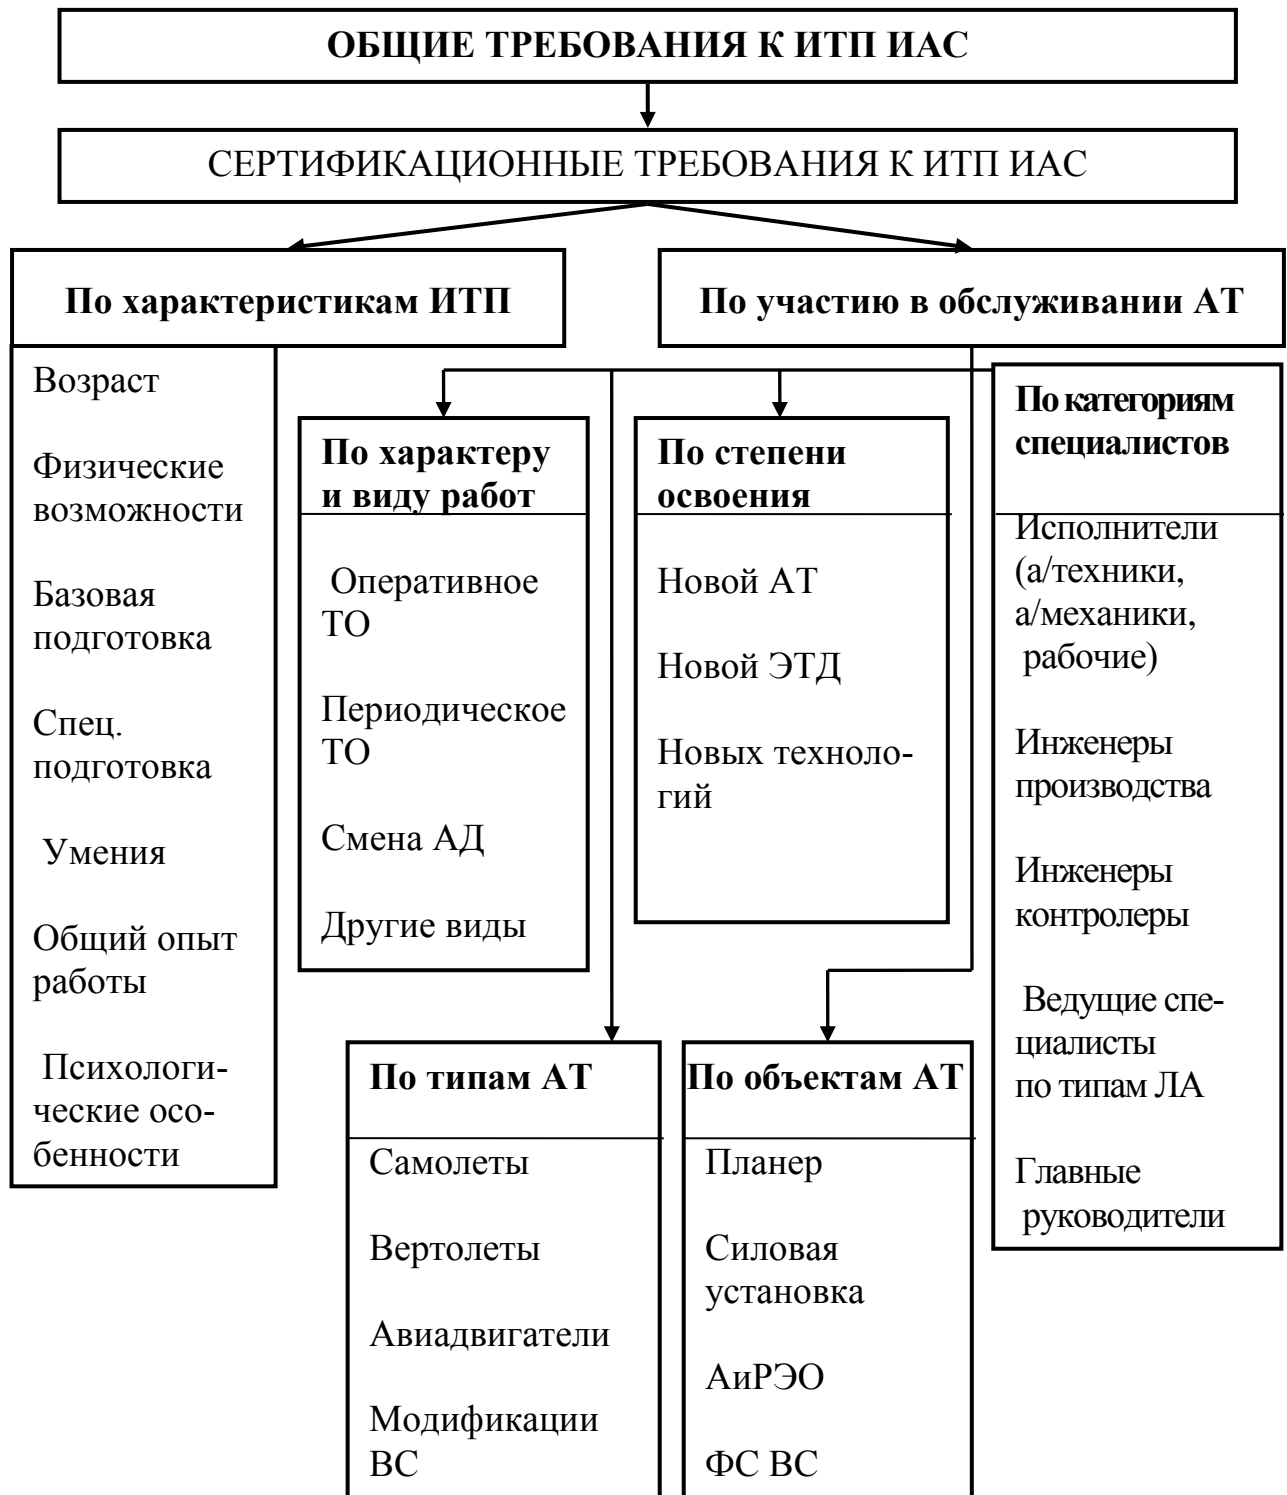 ОБЩИЕ ТРЕБОВАНИЯ К ИТП ИАС
СЕРТИФИКАЦИОННЫЕ ТРЕБОВАНИЯ К ИТП ИАС
По характеристикам ИТП
По участию в обслуживании АТ
Возраст
Физические
возможности
Базовая
подготовка
Спец.
подготовка
Умения
Общий опыт
работы
Психологи-
ческие осо-
бенности
По характеру
и виду работ
Оперативное
ТО
Периодическое
ТО
Смена АД
Другие виды
По степени
освоения
Новой АТ
Новой ЭТД
Новых техноло-
гий
По категориям
специалистов
Исполнители
(а/техники,
а/механики,
рабочие)
Инженеры
производства
Инженеры
контролеры
Ведущие спе-
циалисты
по типам ЛА
Главные
руководители
По типам АТ
Самолеты
Вертолеты
Авиадвигатели
Модификации
ВС
По объектам АТ
Планер
Силовая
установка
АиРЭО
ФС ВС